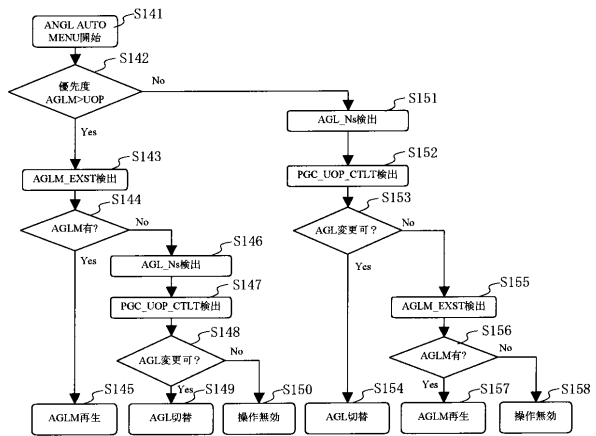 ANGL AUTO
MENU開始
S141
優先度
AGLM>UOP
S142
Yes
No
AGLM_EXST検出
S143
AGLM有?
S144
Yes
No
AGLM再生
S145
AGL_Ns検出
S146
PGC_UOP_CTLT検出
S147
AGL変更可?
S148
Yes
No
AGL切替
S149
操作無効
S150
AGL_Ns検出
S151
PGC_UOP_CTLT検出
S152
AGL変更可?
S153
Yes
No
AGL切替
S154
AGLM_EXST検出
S155
AGLM有?
S156
Yes
No
AGLM再生
S157
操作無効
S158